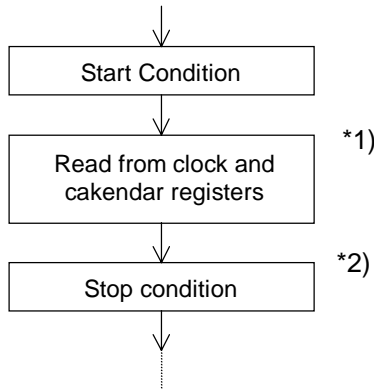 Start Condition
*1)
Read from clock and
cakendar registers
*2)
Stop condition